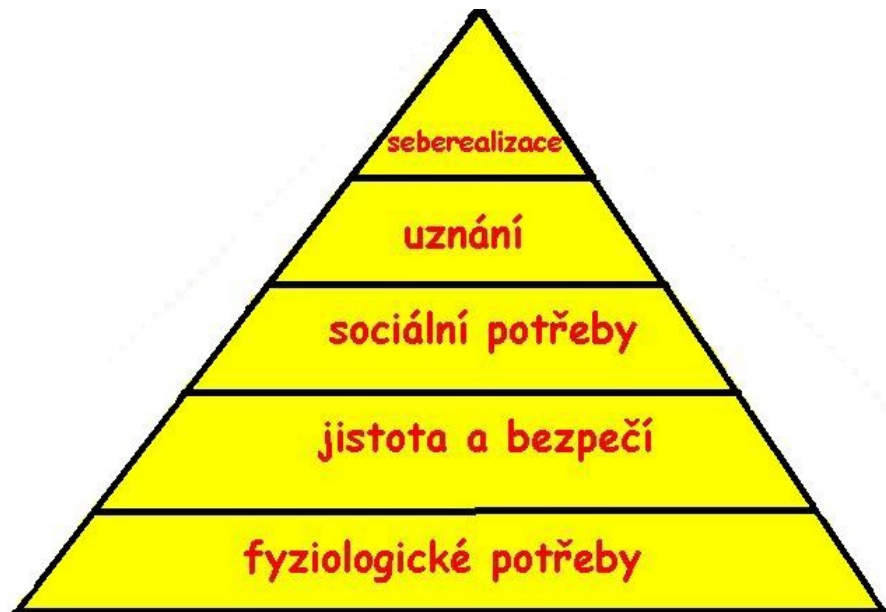 seberealizace
uznání
sociální potřeby
jistota a bezpečí
fyziologické potřeby